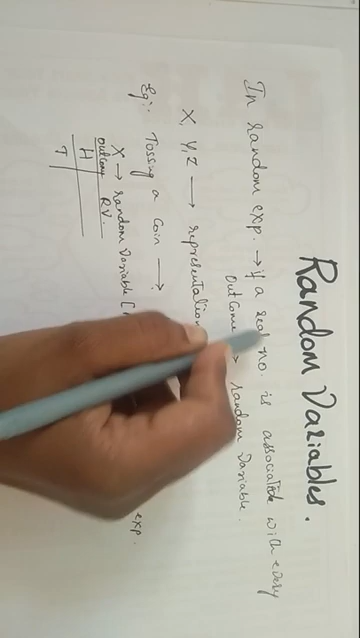 Random Variables.
In random exp. → if a real no. is associated with every
outcome → random variable.
X, Y, Z → representation
Eg:- Tossing a coin →
X → random variable [ exp.
outcome R.V.
H
T